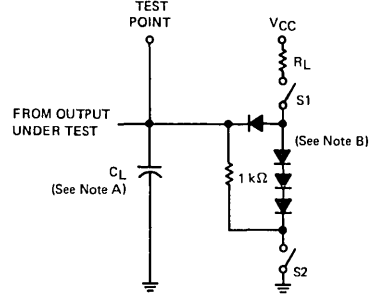 TEST
POINT
VCC
RL
S1
FROM OUTPUT
UNDER TEST
(See Note B)
CL
(See Note A)
1 kΩ
S2